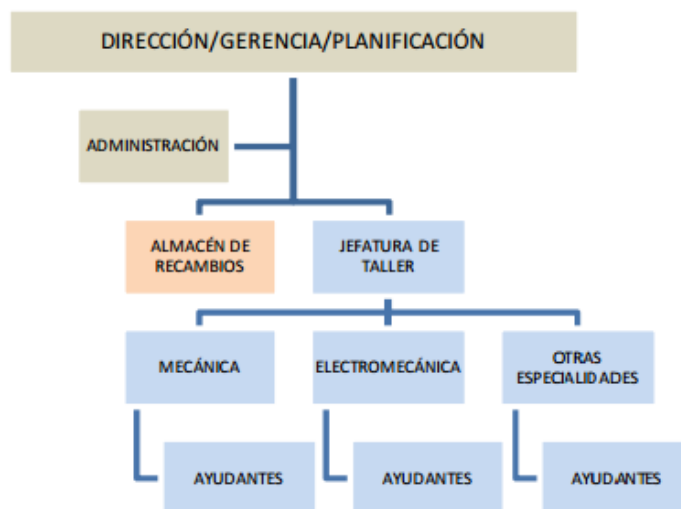 DIRECCIÓN/GERENCIA/PLANIFICACIÓN
ADMINISTRACIÓN
ALMACÉN DE
RECAMBIOS
JEFATURA DE
TALLER
MECÁNICA
ELECTROMECÁNICA
OTRAS
ESPECIALIDADES
AYUDANTES
AYUDANTES
AYUDANTES